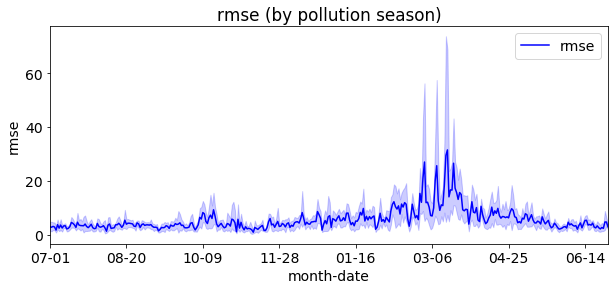 rmse (by pollution season)
rmse
60
40
20
0
rmse
07-01 08-20 10-09 11-28 01-16 03-06 04-25 06-14
month-date